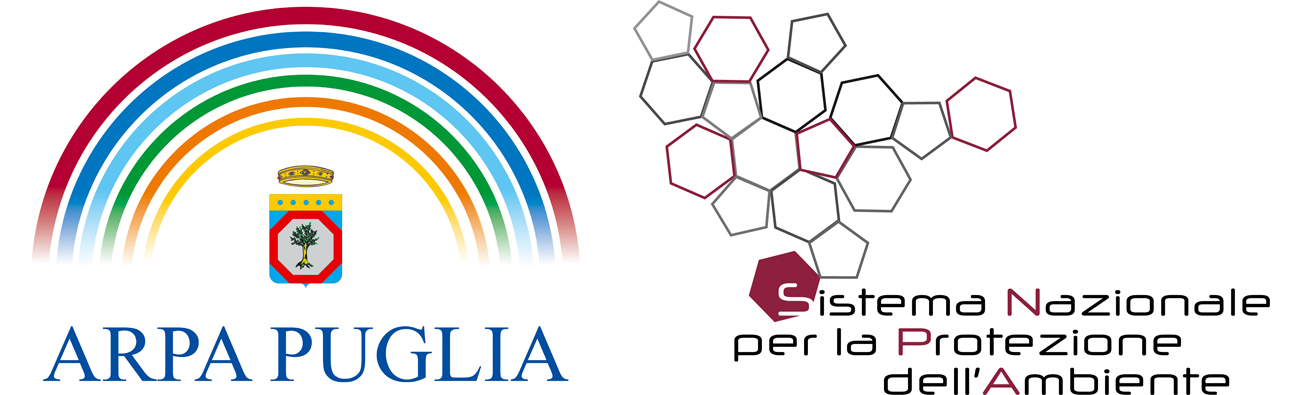 ARPA PUGLIA
Sistema Nazionale
per la Protezione
dell'Ambiente